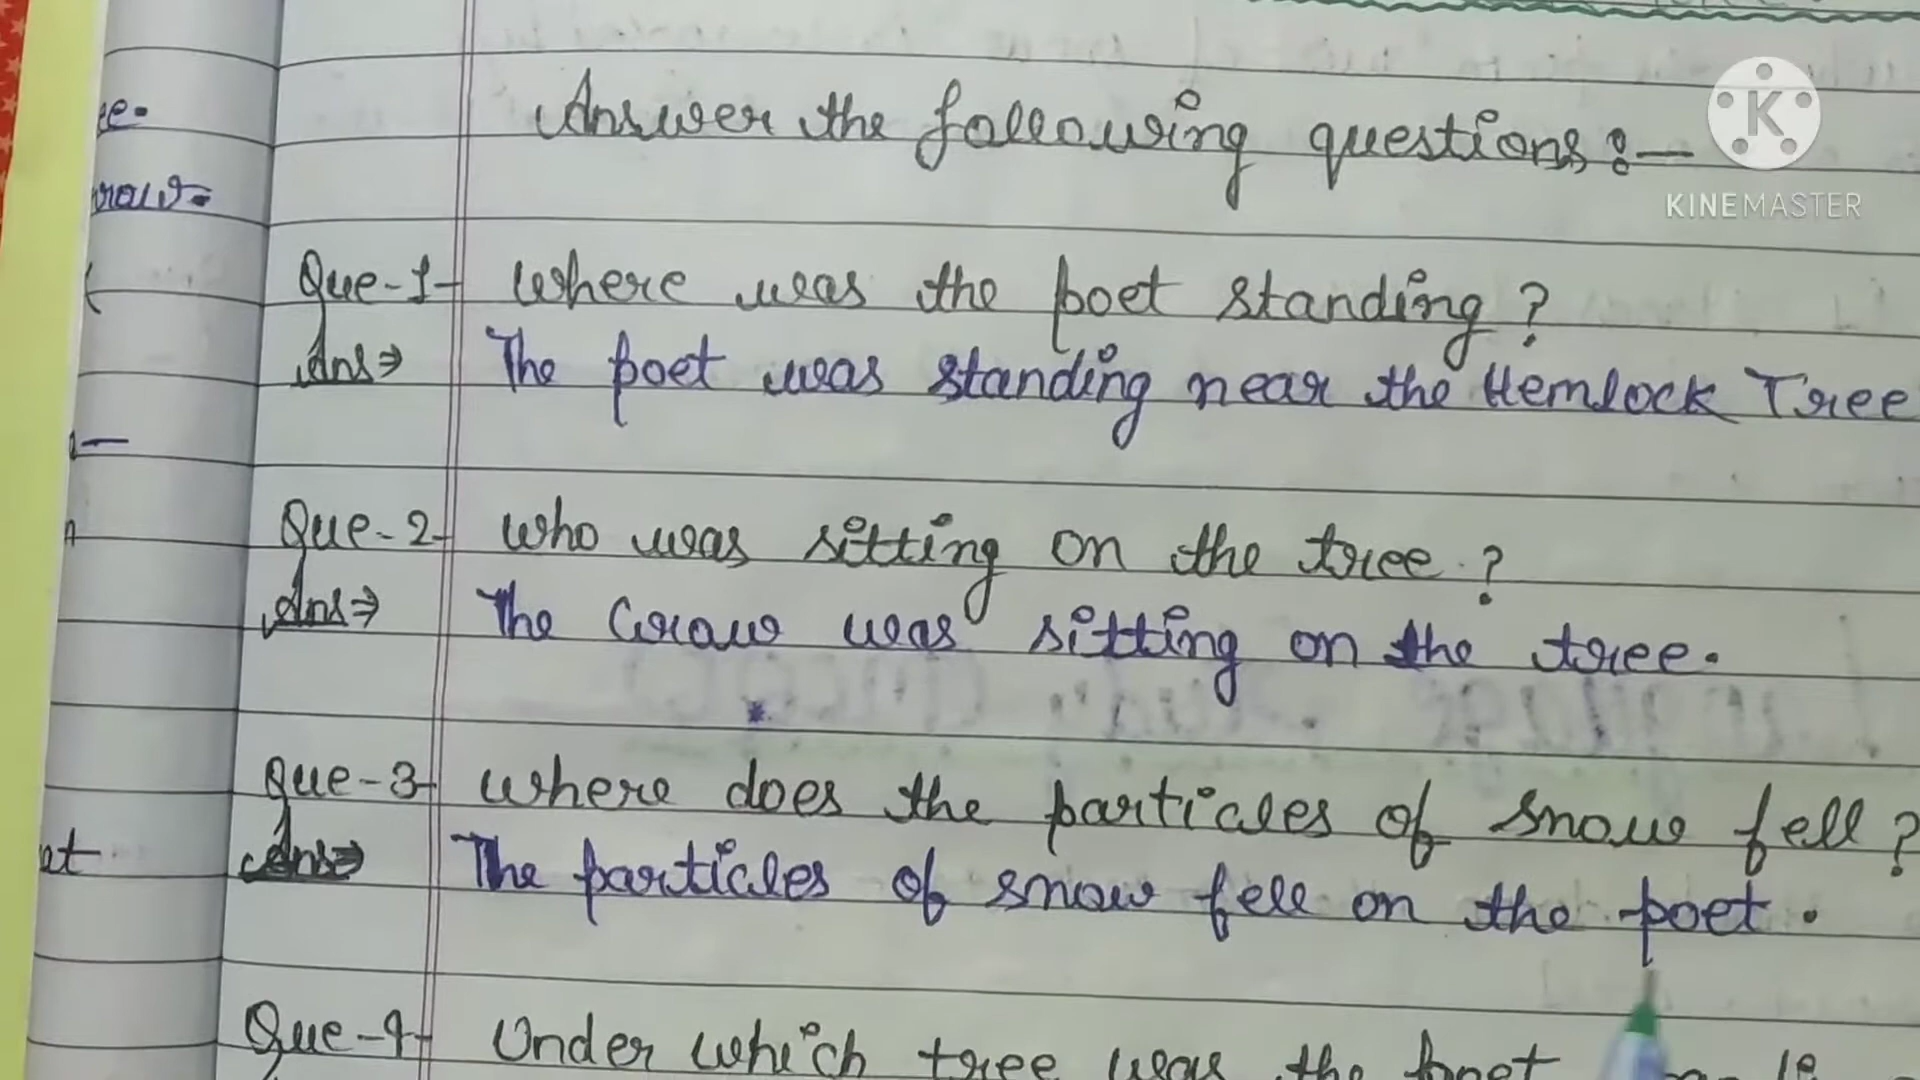 Answer the following questions:-
KINEMASTER
Que-1- Where was the poet standing?
Ans⇒ The poet was standing near the Hemlock Tree
Que-2- Who was sitting on the tree.?
Ans⇒ The Crow was sitting on the tree.
Que-3- Where does the particles of snow fell?
Ans⇒ The particles of snow fell on the poet.
Que-4- Under which tree was the poet